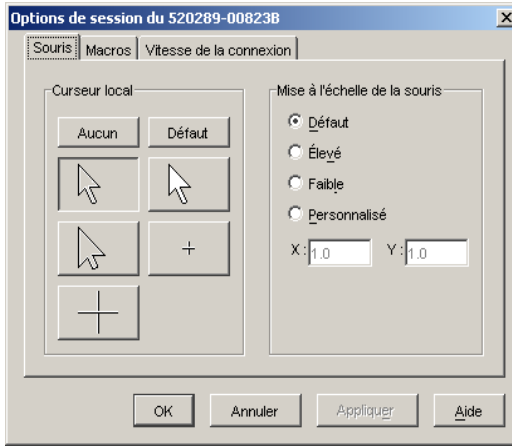 Options de session du 520289-00823B
Souris
Macros
Vitesse de la connexion
Curseur local
Aucun
Défaut
Mise à l'échelle de la souris
Défaut
Élevé
Faible
Personnalisé
X : 1.0
Y : 1.0
OK
Annuler
Appliquer
Aide